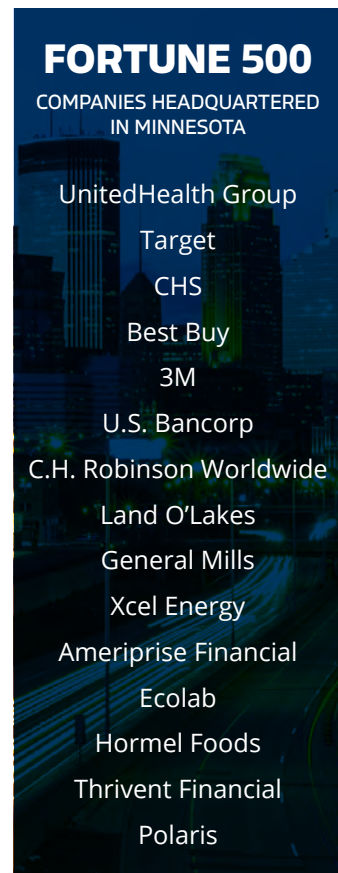 FORTUNE 500
COMPANIES HEADQUARTERED
IN MINNESOTA
UnitedHealth Group
Target
CHS
Best Buy
3M
U.S. Bancorp
C.H. Robinson Worldwide
Land O’Lakes
General Mills
Xcel Energy
Ameriprise Financial
Ecolab
Hormel Foods
Thrivent Financial
Polaris